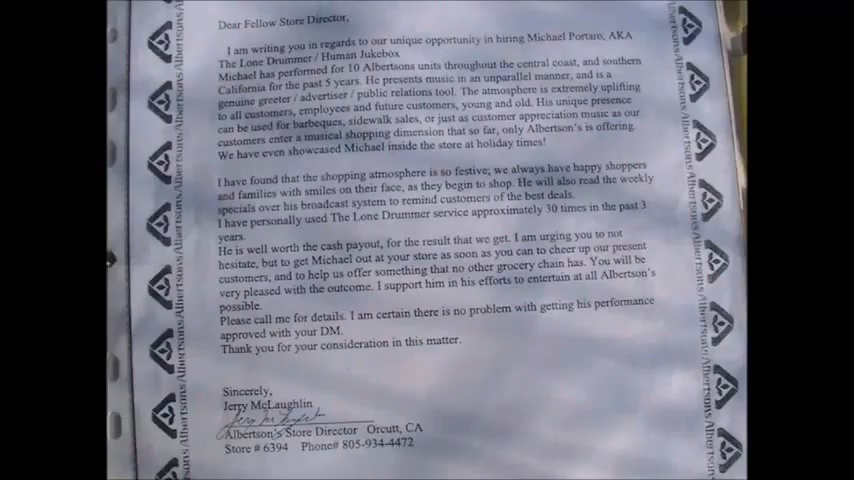 Dear Fellow Store Director,
I am writing you in regards to our unique opportunity in hiring Michael Portaro, AKA
The Lone Drummer / Human Jukebox
Michael has performed for 10 Albertsons units throughout the central coast, and southern
California for the past 5 years. He presents music in an unparallel manner, and is a
genuine greeter / advertiser / public relations tool. The atmosphere is extremely uplifting
to all customers, employees and future customers, young and old. His unique presence
can be used for barbeques, sidewalk sales, or just as customer appreciation music as our
customers enter a musical shopping dimension that so far, only Albertson's is offering.
We have even showcased Michael inside the store at holiday times!
I have found that the shopping atmosphere is so festive; we always have happy shoppers
and families with smiles on their face, as they begin to shop. He will also read the weekly
specials over his broadcast system to remind customers of the best deals.
I have personally used The Lone Drummer service approximately 30 times in the past 3
years.
He is well worth the cash payout, for the result that we get. I am urging you to not
hesitate, but to get Michael out at your store as soon as you can to cheer up our present
customers, and to help us offer something that no other grocery chain has. You will be
very pleased with the outcome. I support him in his efforts to entertain at all Albertson's
possible.
Please call me for details. I am certain there is no problem with getting his performance
approved with your DM.
Thank you for your consideration in this matter.
Sincerely,
Jerry McLaughlin
Albertson's Store Director Orcutt, CA
Store # 6394 Phone# 805-934-4472
Albertsons
Albertsons
Albertsons
Albertsons
Albertsons
Albertsons
Albertsons
Albertsons
Albertsons
Albertsons
Albertsons
Albertsons